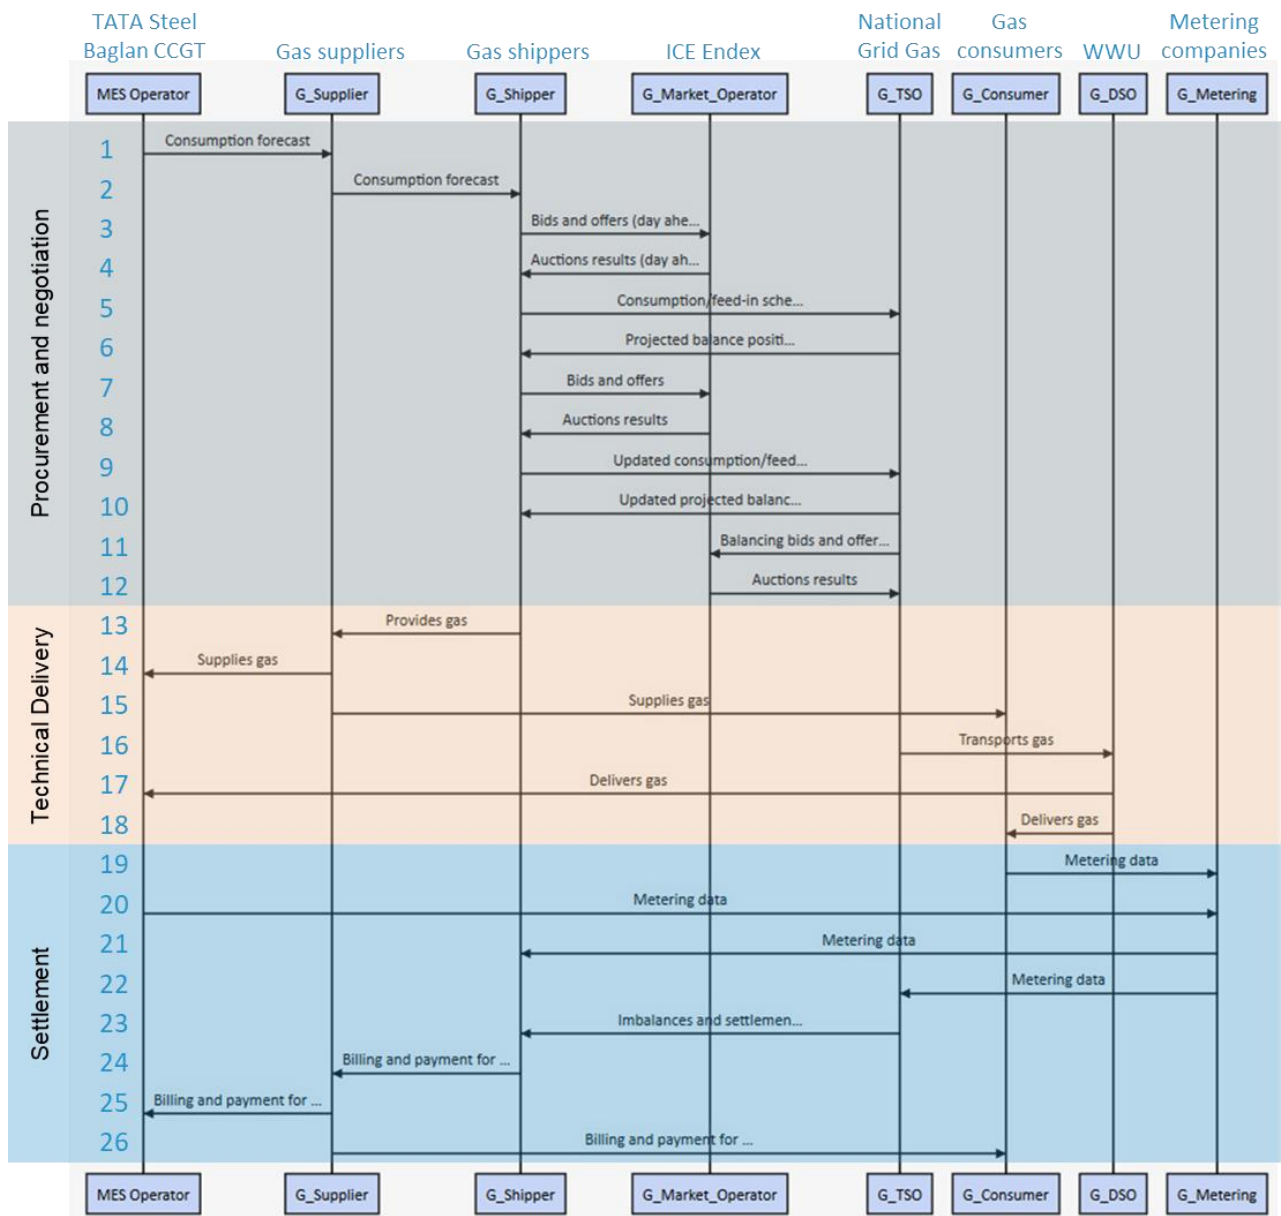 TATA Steel
Baglan CCGT
Gas suppliers
Gas shippers
ICE Endex
National
Grid Gas
Gas
consumers
WWU
Metering
companies
MES Operator
G_Supplier
G_Shipper
G_Market_Operator
G_TSO
G_Consumer
G_DSO
G_Metering
Procurement and negotiation
1 Consumption forecast
2 Consumption forecast
3 Bids and offers (day ahe...
4 Auctions results (day ah...
5 Consumption/feed-in sche...
6 Projected balance positi...
7 Bids and offers
8 Auctions results
9 Updated consumption/feed...
10 Updated projected balanc...
11 Balancing bids and offer...
12 Auctions results
Technical Delivery
13 Provides gas
14 Supplies gas
15 Supplies gas
16 Transports gas
17 Delivers gas
18 Delivers gas
Settlement
19 Metering data
20 Metering data
21 Metering data
22 Metering data
23 Imbalances and settlemen...
24 Billing and payment for ...
25 Billing and payment for ...
26 Billing and payment for ...
MES Operator
G_Supplier
G_Shipper
G_Market_Operator
G_TSO
G_Consumer
G_DSO
G_Metering